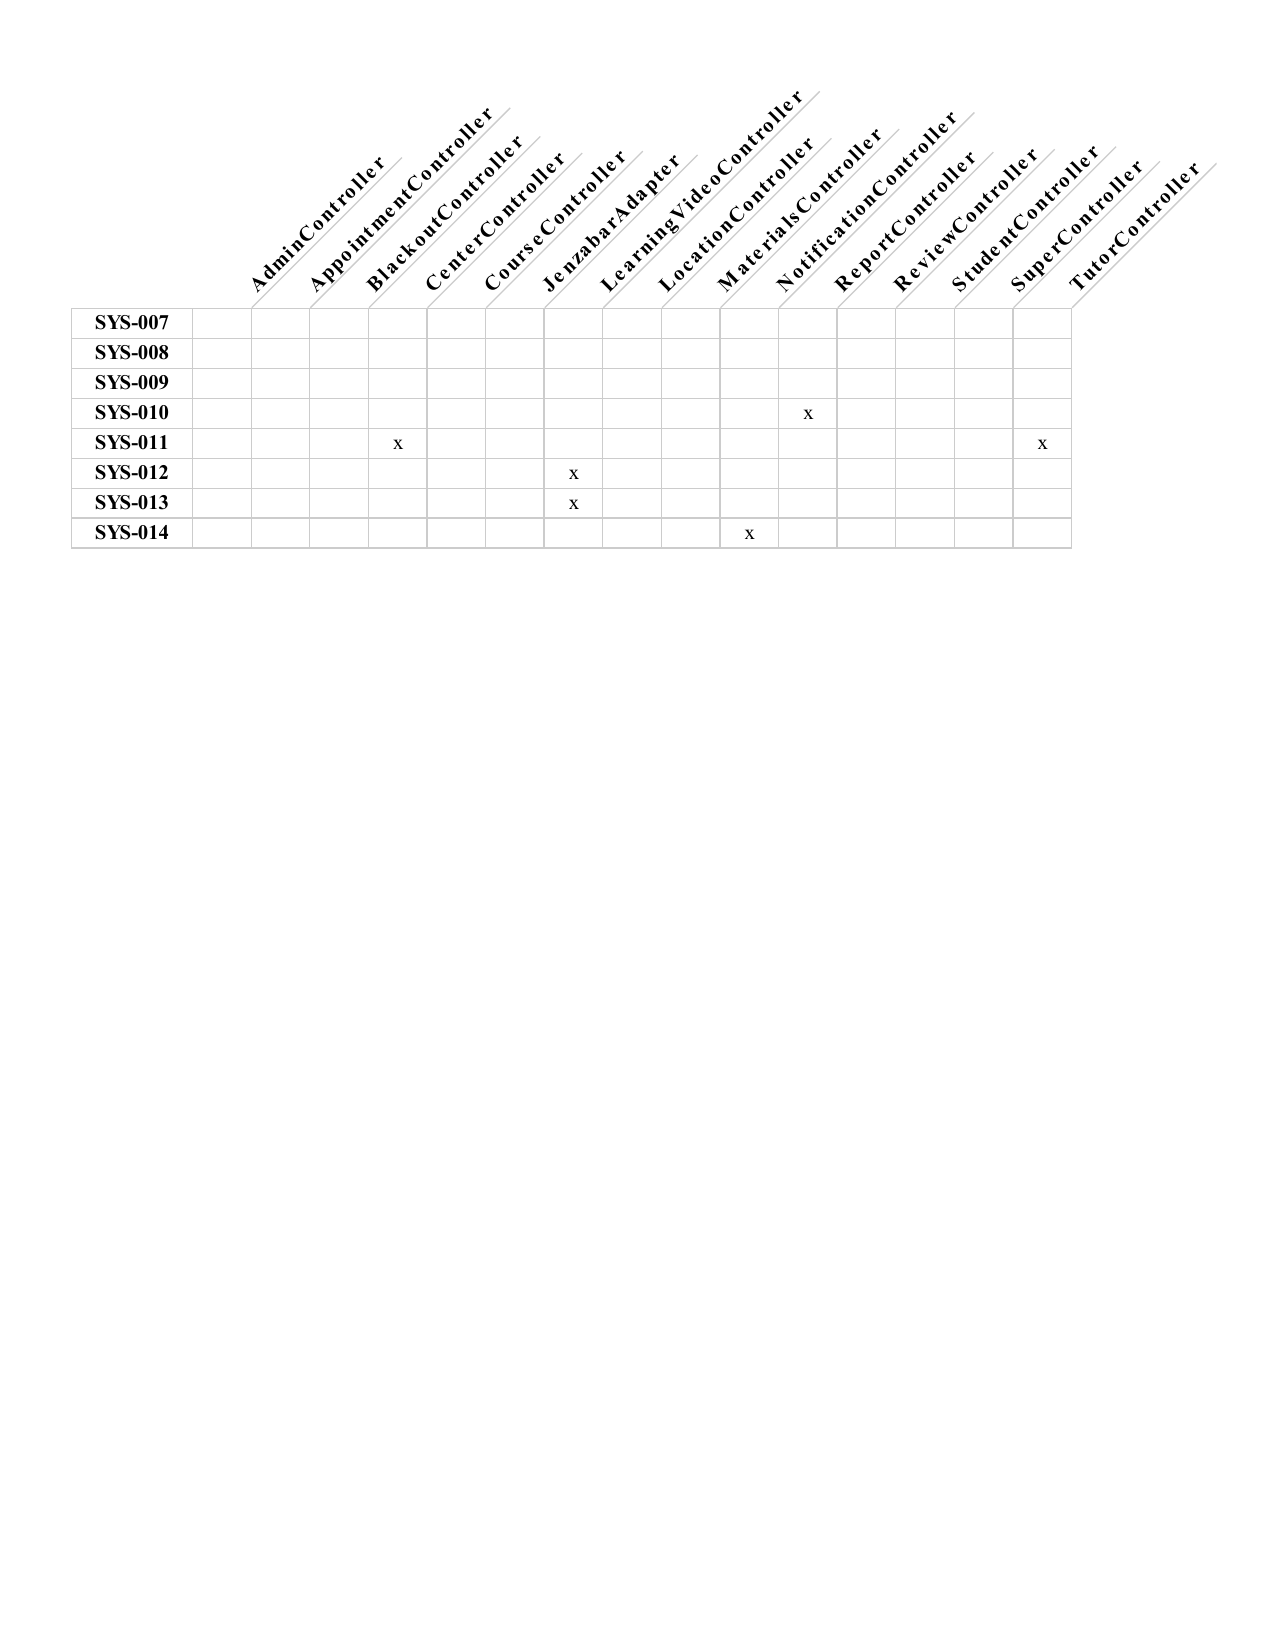 AdminController
AppointmentController
BlackoutController
CenterController
CourseController
JenzabarAdapter
LearningVideoController
LocationController
MaterialsController
NotificationController
ReportController
ReviewController
StudentController
SuperController
TutorController
SYS-007
SYS-008
SYS-009
SYS-010 x
SYS-011 x x
SYS-012 x
SYS-013 x
SYS-014 x